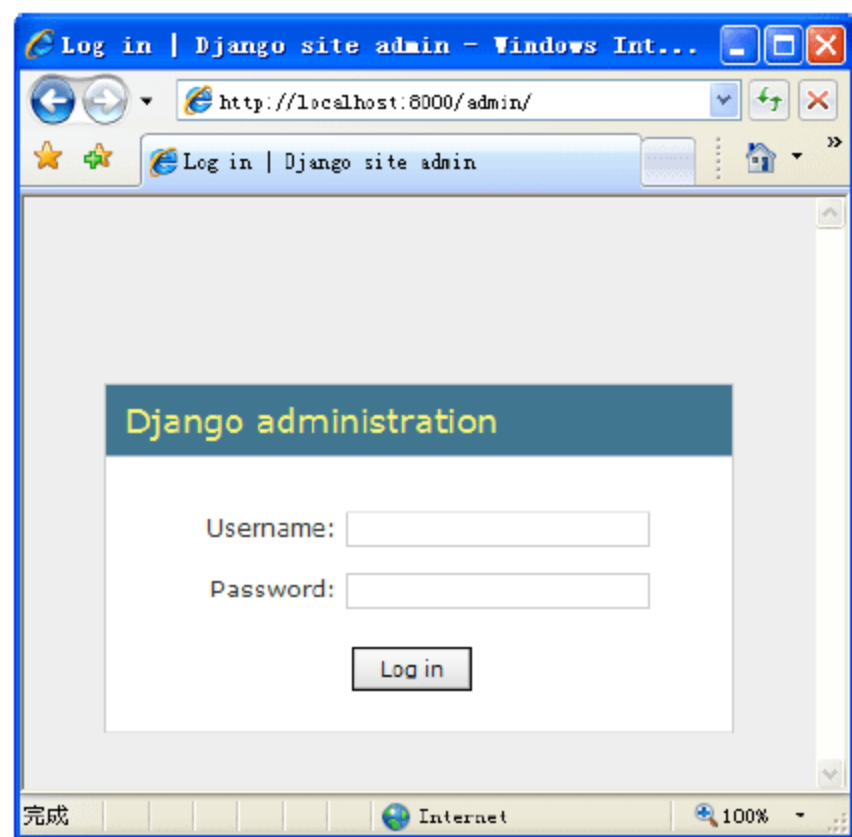 Log in | Django site admin - Windows Int...
http://localhost:8000/admin/
Log in | Django site admin
Django administration
Username:
Password:
Log in
完成 Internet 100%